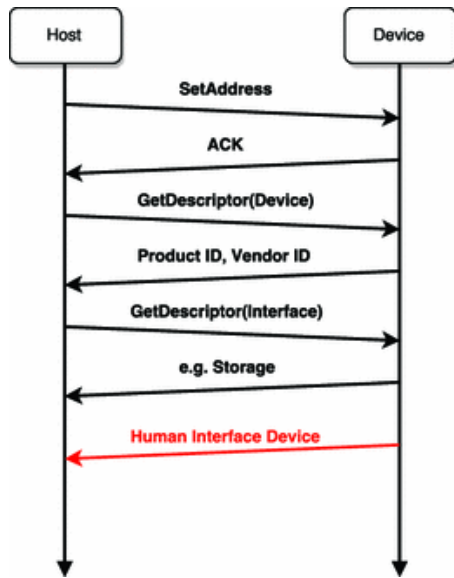 Host
Device
SetAddress
ACK
GetDescriptor(Device)
Product ID, Vendor ID
GetDescriptor(Interface)
e.g. Storage
Human Interface Device